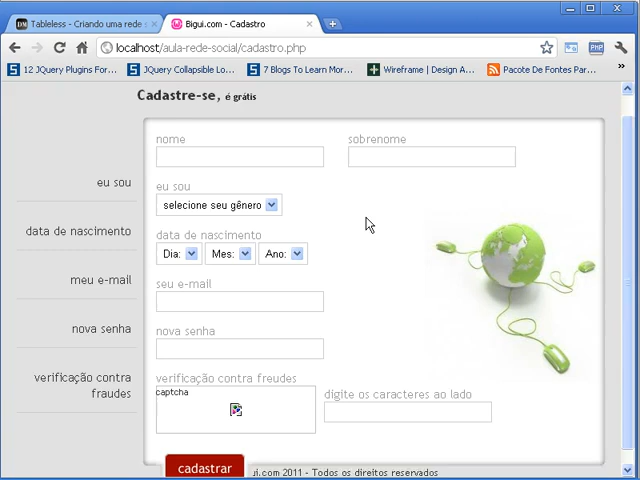 Tableless - Criando uma rede s
Bigui.com - Cadastro
localhost/aula-rede-social/cadastro.php
12 JQuery Plugins For...
JQuery Collapsible Lo...
7 Blogs To Learn Mor...
Wireframe | Design A...
Pacote De Fontes Par...
»
Cadastre-se, é grátis
nome
sobrenome
eu sou
eu sou
selecione seu gênero
data de nascimento
data de nascimento
Dia: Mes: Ano:
meu e-mail
seu e-mail
nova senha
nova senha
verificação contra
fraudes
verificação contra freudes
captcha
digite os caracteres ao lado
cadastrar
ui.com 2011 - Todos os direitos reservados